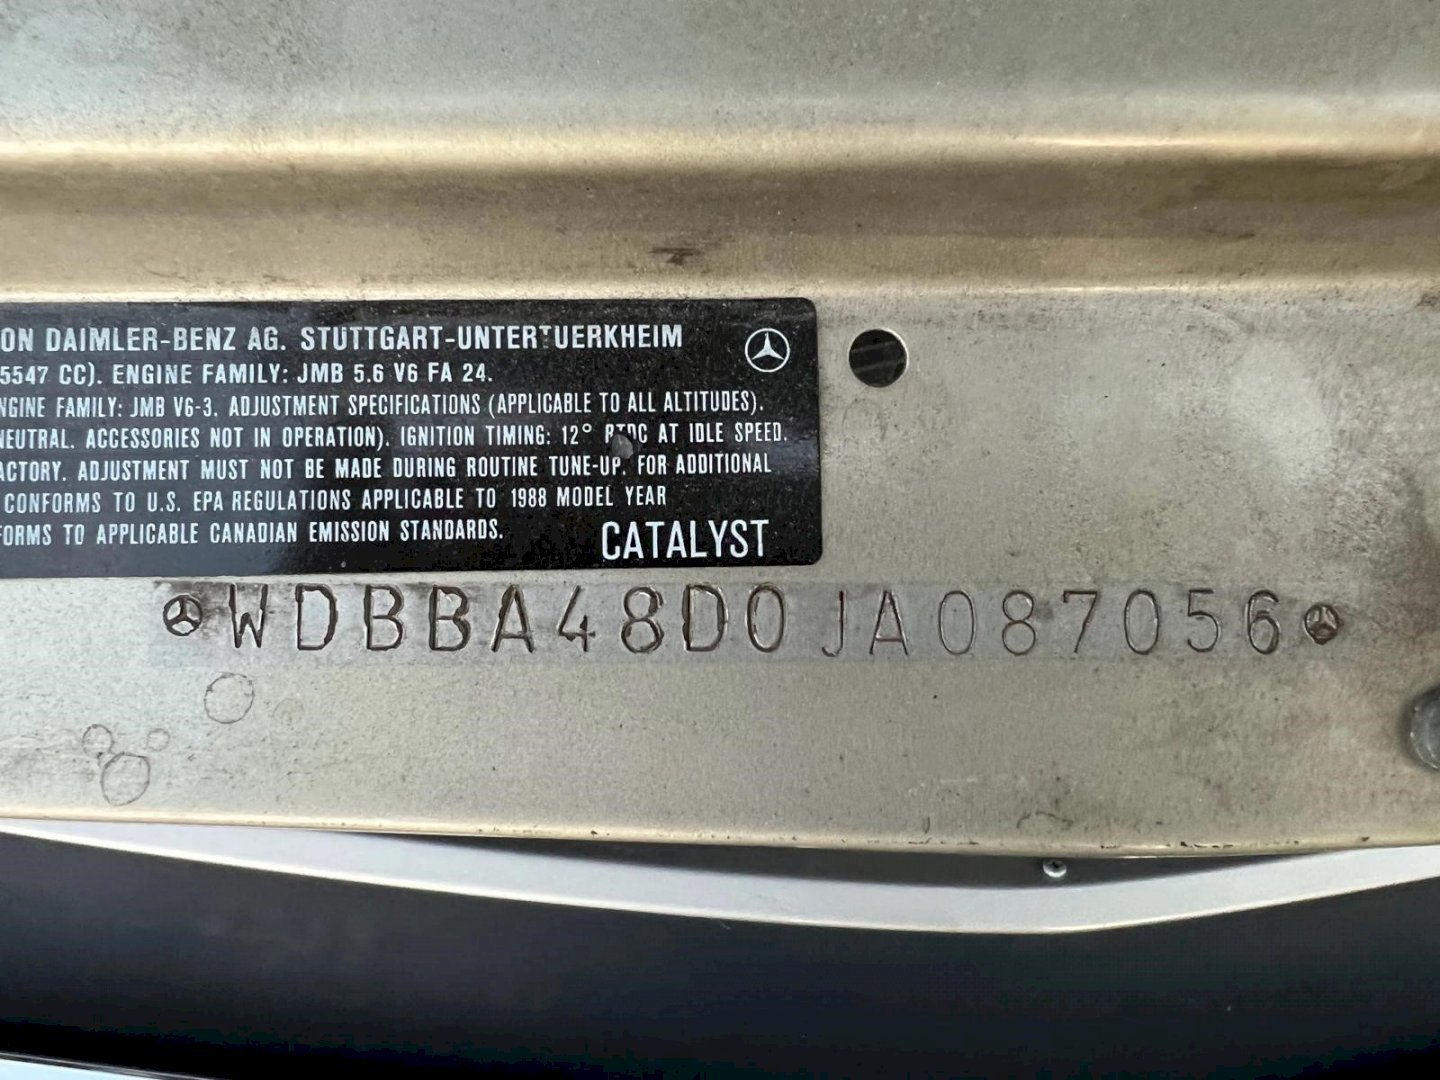 ON DAIMLER-BENZ AG. STUTTGART-UNTERTUERKHEIM
5547 CC). ENGINE FAMILY: JMB 5.6 V6 FA 24.
NGINE FAMILY: JMB V6-3. ADJUSTMENT SPECIFICATIONS (APPLICABLE TO ALL ALTITUDES).
NEUTRAL. ACCESSORIES NOT IN OPERATION). IGNITION TIMING: 12° BTDC AT IDLE SPEED.
ACTORY. ADJUSTMENT MUST NOT BE MADE DURING ROUTINE TUNE-UP. FOR ADDITIONAL
CONFORMS TO U.S. EPA REGULATIONS APPLICABLE TO 1988 MODEL YEAR
FORMS TO APPLICABLE CANADIAN EMISSION STANDARDS.
CATALYST
WDBBA48D0JA087056